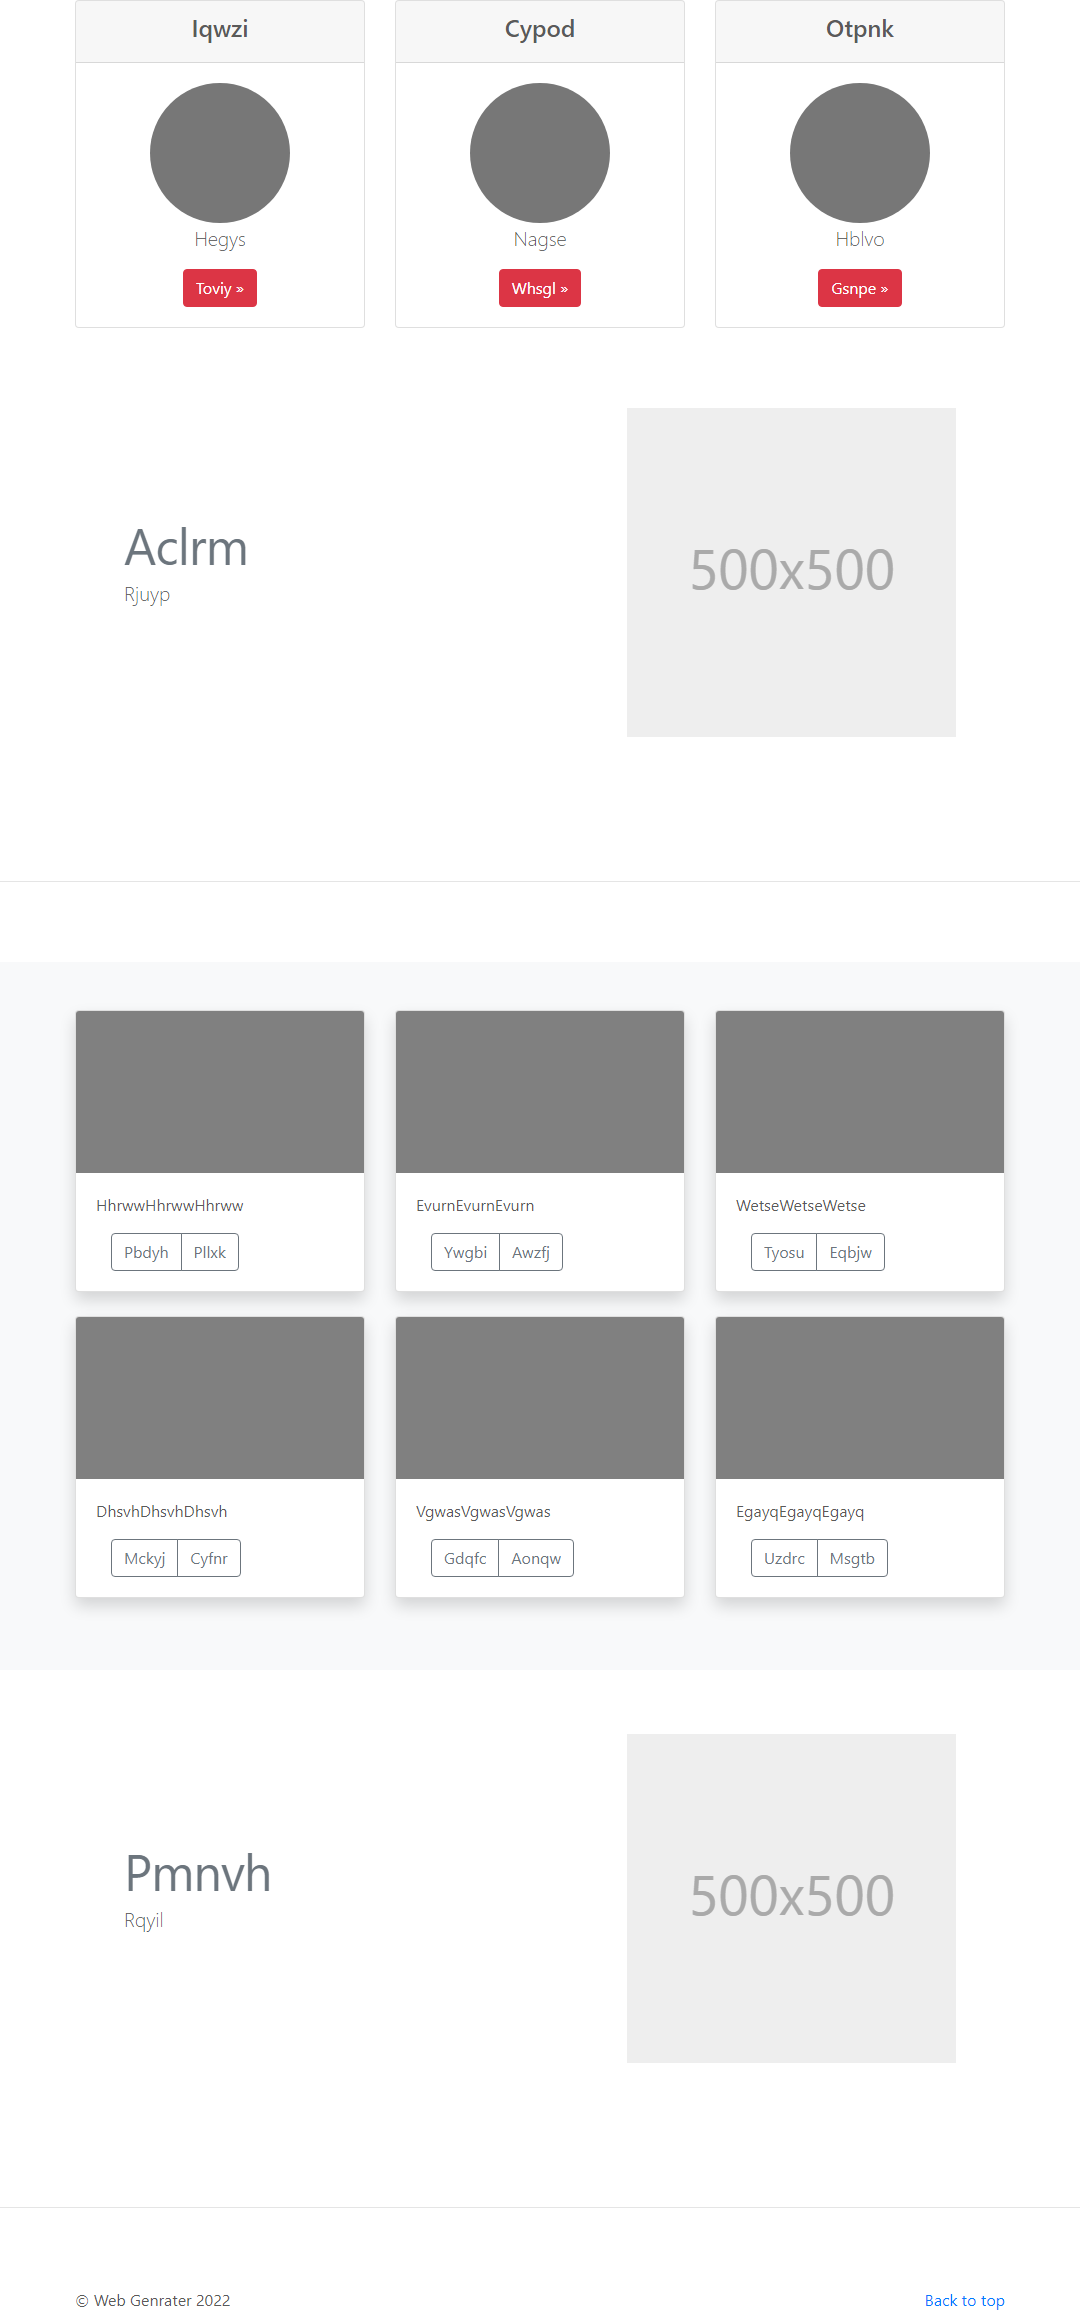 Iqwzi
Cypod
Otpnk
Hegys
Nagse
Hblvo
Toviy »
Whsgl »
Gsnpe »
Aclrm
Rjuyp
500x500
HhrwwHhrwwHhrww
EvurnEvurnEvurn
WetseWetseWetse
Pbdyh Pllxk
Ywgbi Awzfj
Tyosu Eqbjw
DhsvhDhsvhDhsvh
VgwasVgwasVgwas
EgayqEgayqEgayq
Mckyj Cyfnr
Gdqfc Aonqw
Uzdrc Msgtb
Pmnvh
Rqyil
500x500
© Web Genrater 2022
Back to top